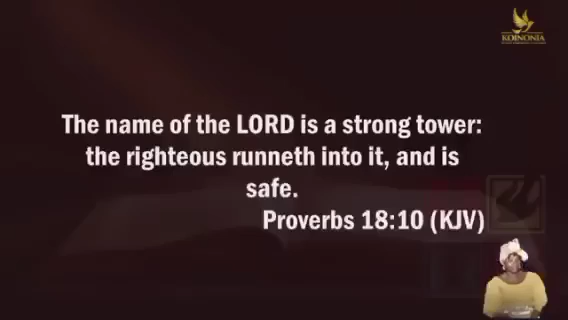 KOINONIA
The name of the LORD is a strong tower:
the righteous runneth into it, and is
safe.
Proverbs 18:10 (KJV)